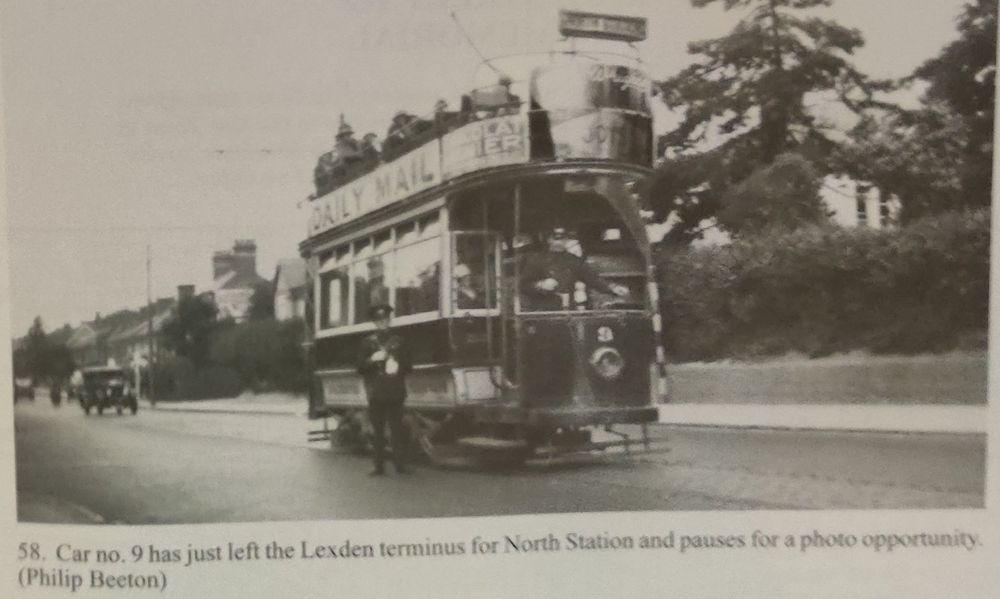 DAILY MAIL
9
58. Car no. 9 has just left the Lexden terminus for North Station and pauses for a photo opportunity.
(Philip Beeton)